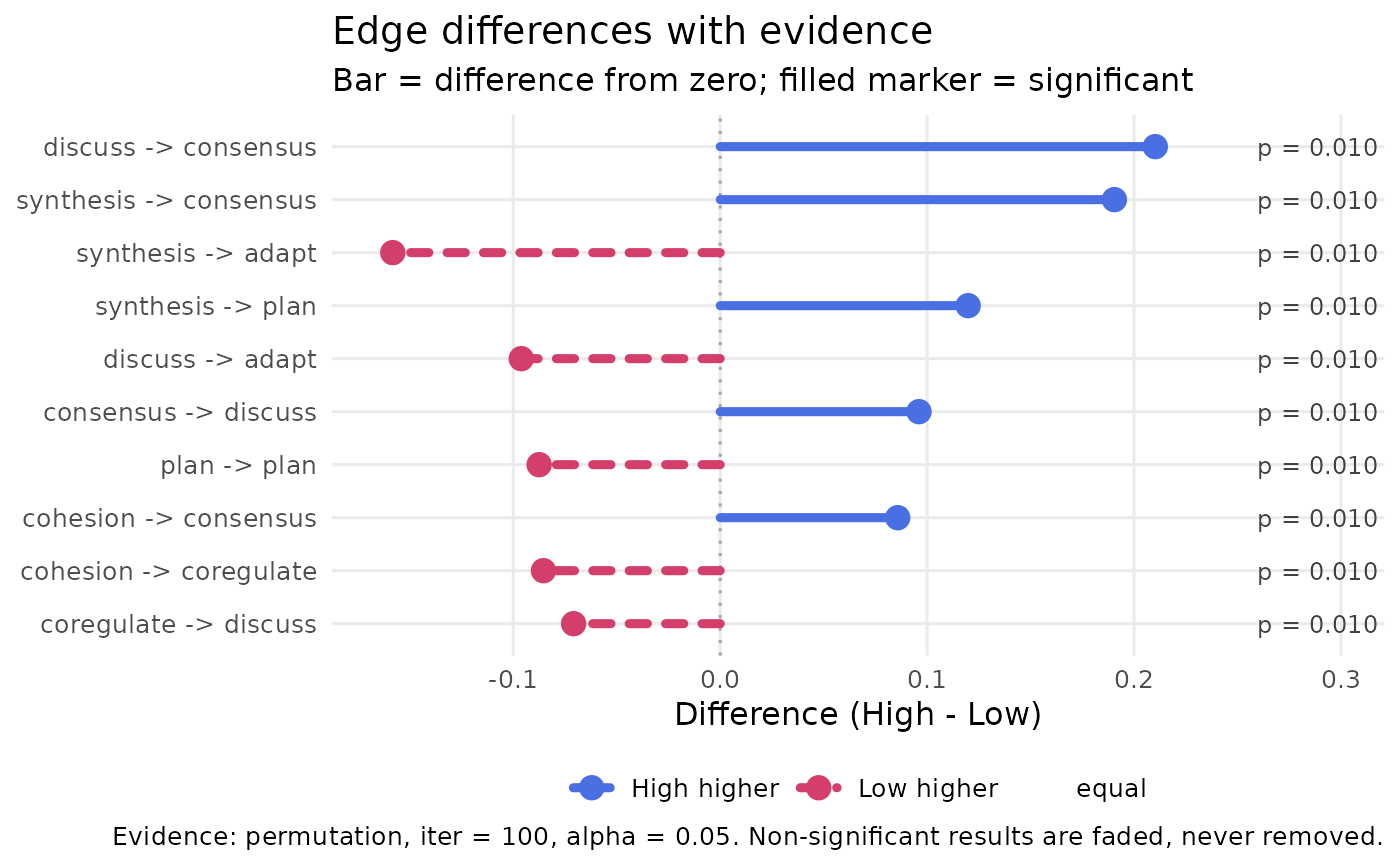 Edge differences with evidence
Bar = difference from zero; filled marker = significant
discuss -> consensus p = 0.010
synthesis -> consensus p = 0.010
synthesis -> adapt p = 0.010
synthesis -> plan p = 0.010
discuss -> adapt p = 0.010
consensus -> discuss p = 0.010
plan -> plan p = 0.010
cohesion -> consensus p = 0.010
cohesion -> coregulate p = 0.010
coregulate -> discuss p = 0.010
-0.1 0.0 0.1 0.2 0.3
Difference (High - Low)
High higher Low higher equal
Evidence: permutation, iter = 100, alpha = 0.05. Non-significant results are faded, never removed.